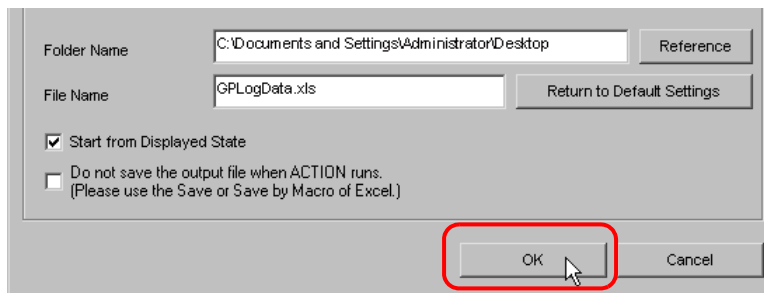 Folder Name C:\Documents and Settings\Administrator\Desktop Reference
File Name GPLogData.xls Return to Default Settings
Start from Displayed State
Do not save the output file when ACTION runs.
(Please use the Save or Save by Macro of Excel.)
OK Cancel